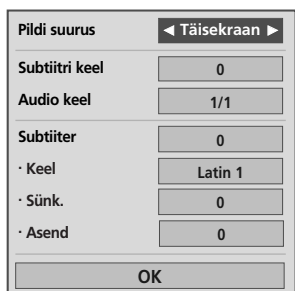 Pildi suurus ◄ Täisekraan ►
Subtiitri keel 0
Audio keel 1/1
Subtiiter 0
· Keel Latin 1
· Sünk. 0
· Asend 0
OK